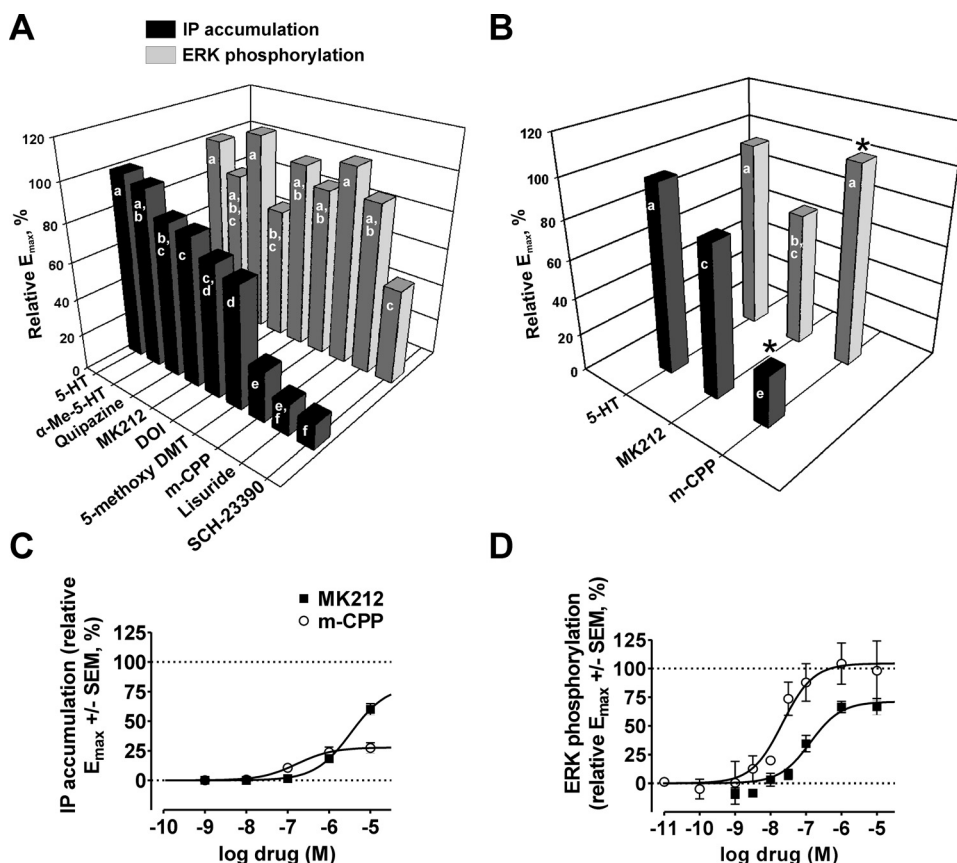 A
IP accumulation
ERK phosphorylation
Relative Emax, %
120
100
80
60
40
20
0
a
a,
b
b,
c
c
c,
d
d
e
e,
f
f
a
a,
b,
c
a
b,
c
a,
b
a,
b
a
a,
b
c
5-HT
α-Me-5-HT
Quipazine
MK212
DOI
5-methoxy DMT
m-CPP
Lisuride
SCH-23390
B
Relative Emax, %
120
100
80
60
40
20
0
a
c
*
e
a
b,
c
*
a
5-HT
MK212
m-CPP
C
IP accumulation (relative
Emax +/- SEM, %)
125
100
75
50
25
0
MK212
m-CPP
-10 -9 -8 -7 -6 -5
log drug (M)
D
ERK phosphorylation
(relative Emax +/- SEM, %)
125
100
75
50
25
0
-11 -10 -9 -8 -7 -6 -5
log drug (M)